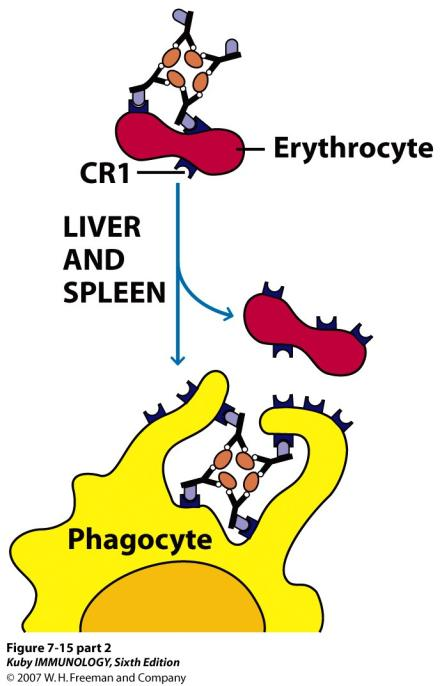 Erythrocyte
CR1
LIVER
AND
SPLEEN
Phagocyte
Figure 7-15 part 2
Kuby IMMUNOLOGY, Sixth Edition
© 2007 W. H. Freeman and Company